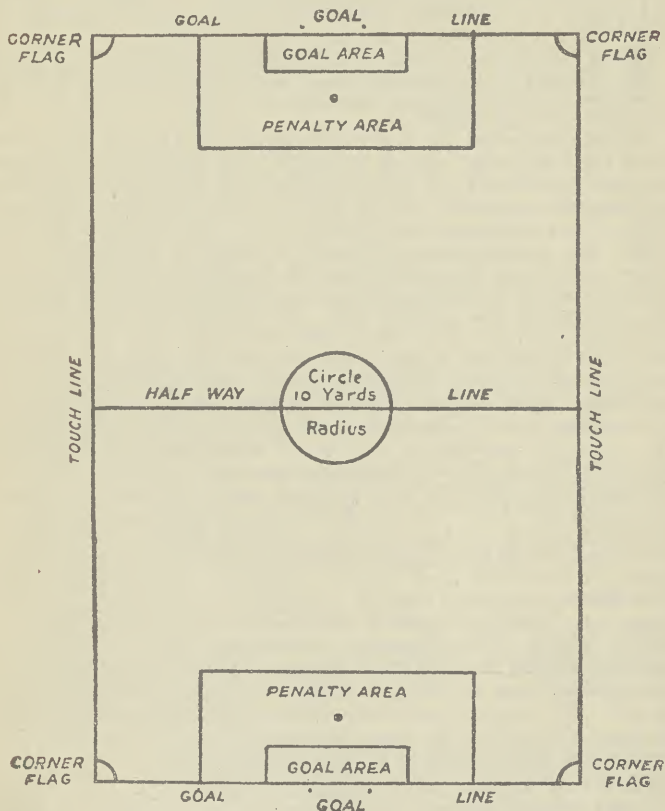 GOAL GOAL LINE
CORNER FLAG
CORNER FLAG
GOAL AREA
PENALTY AREA
TOUCH LINE
TOUCH LINE
Circle
10 Yards
HALF WAY LINE
Radius
PENALTY AREA
GOAL AREA
CORNER FLAG
CORNER FLAG
GOAL GOAL LINE